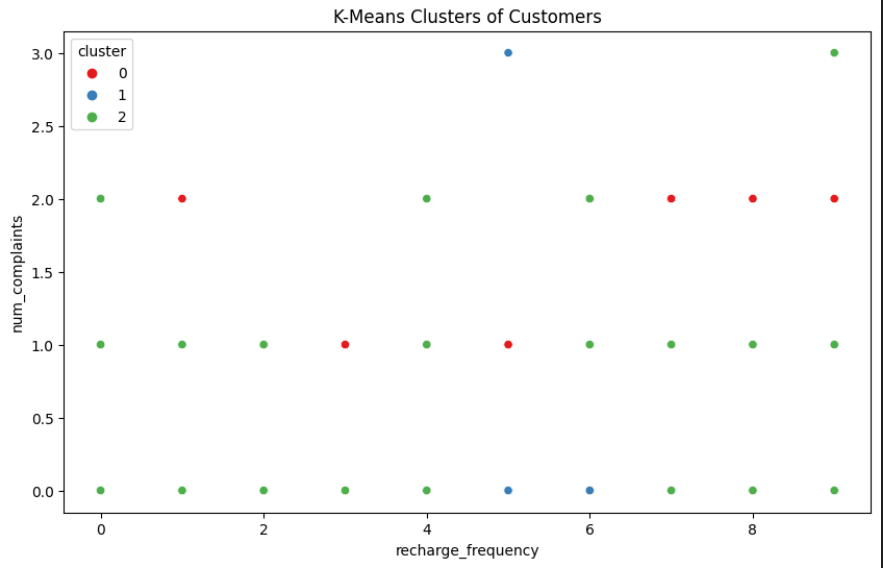 K-Means Clusters of Customers
cluster
0
1
2
3.0
2.5
2.0
1.5
1.0
0.5
0.0
num_complaints
0 2 4 6 8
recharge_frequency